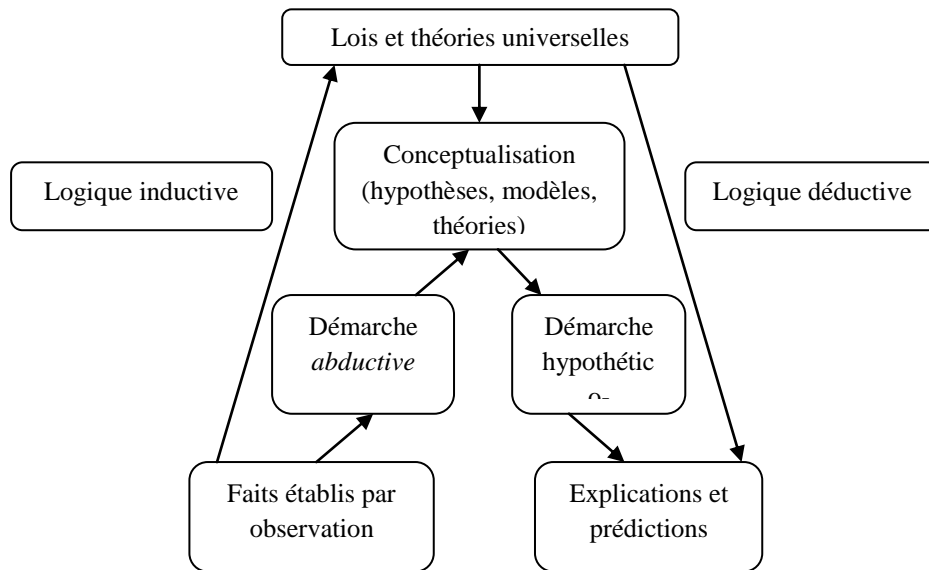 Lois et théories universelles
Conceptualisation
(hypothèses, modèles,
théories)
Logique inductive
Logique déductive
Démarche
abductive
Démarche
hypothétic
o-
Faits établis par
observation
Explications et
prédictions